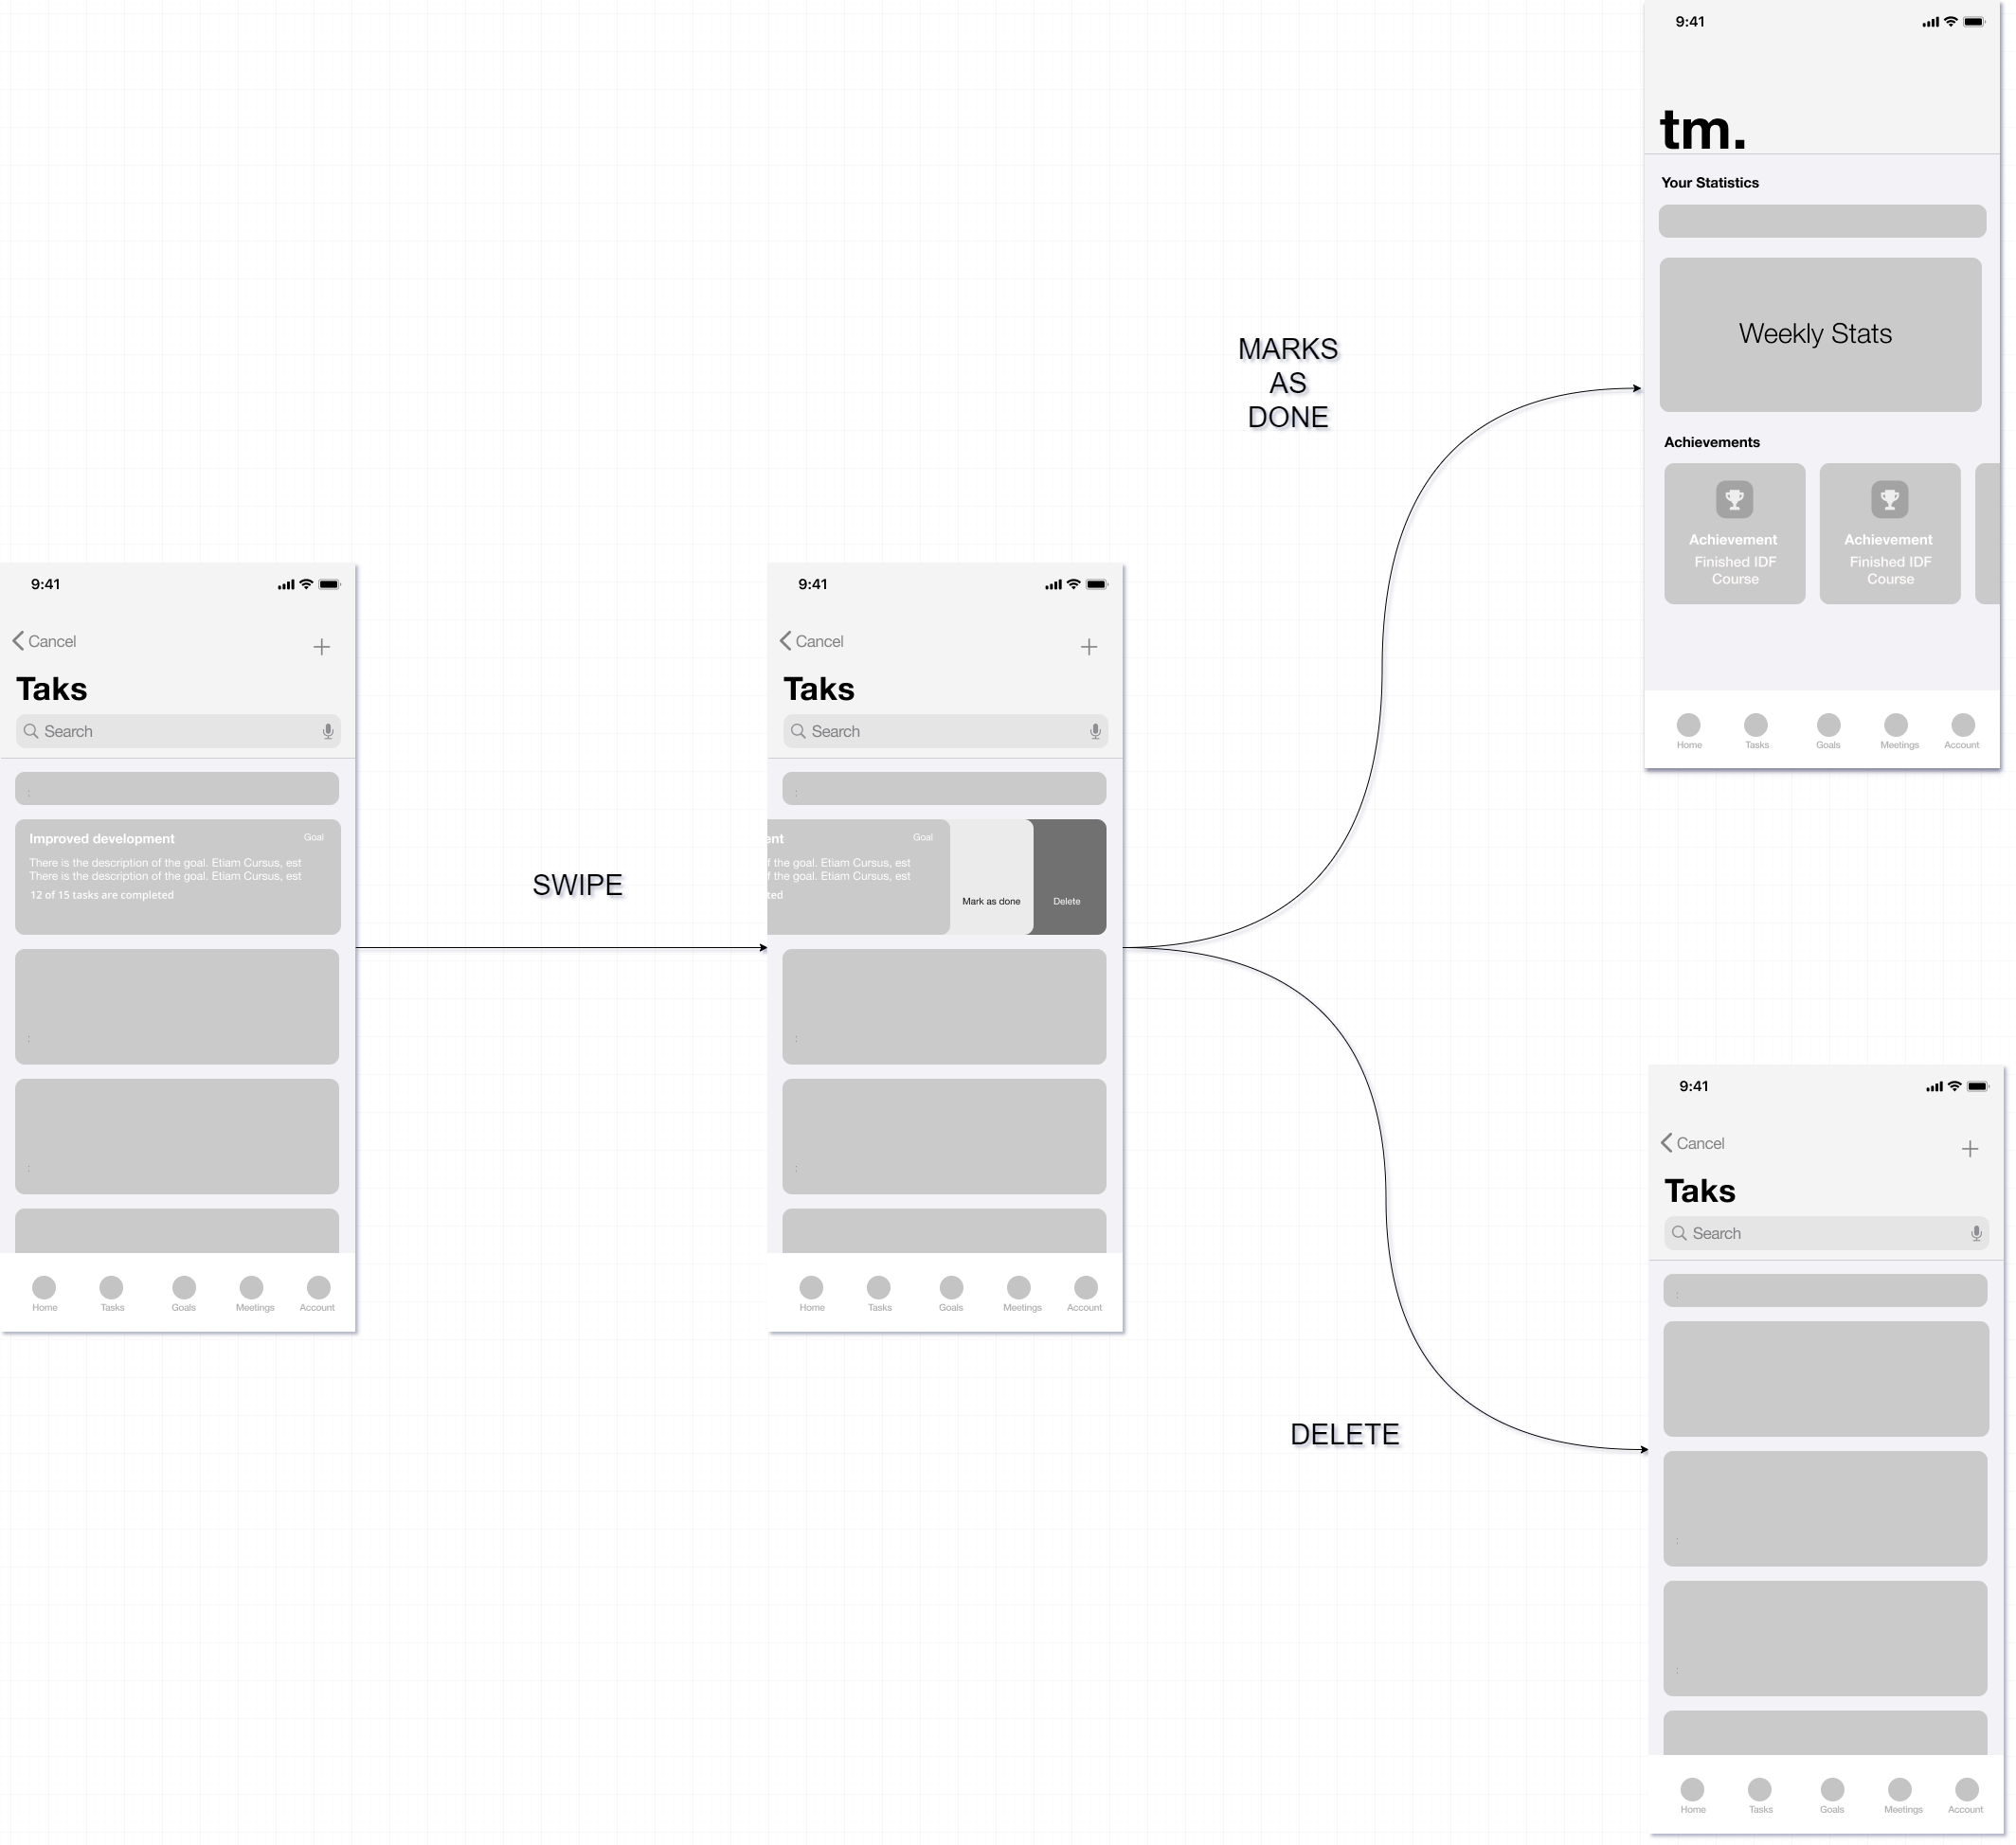 9:41
Cancel
Taks
Search
:
Improved development
Goal
There is the description of the goal. Etiam Cursus, est
There is the description of the goal. Etiam Cursus, est
12 of 15 tasks are completed
:
:
Home
Tasks
Goals
Meetings
Account
SWIPE
9:41
Cancel
Taks
Search
:
ent
Goal
f the goal. Etiam Cursus, est
f the goal. Etiam Cursus, est
ted
Mark as done
Delete
:
:
Home
Tasks
Goals
Meetings
Account
MARKS
AS
DONE
9:41
tm.
Your Statistics
Weekly Stats
Achievements
Achievement
Finished IDF
Course
Achievement
Finished IDF
Course
Home
Tasks
Goals
Meetings
Account
DELETE
9:41
Cancel
Taks
Search
:
:
:
Home
Tasks
Goals
Meetings
Account